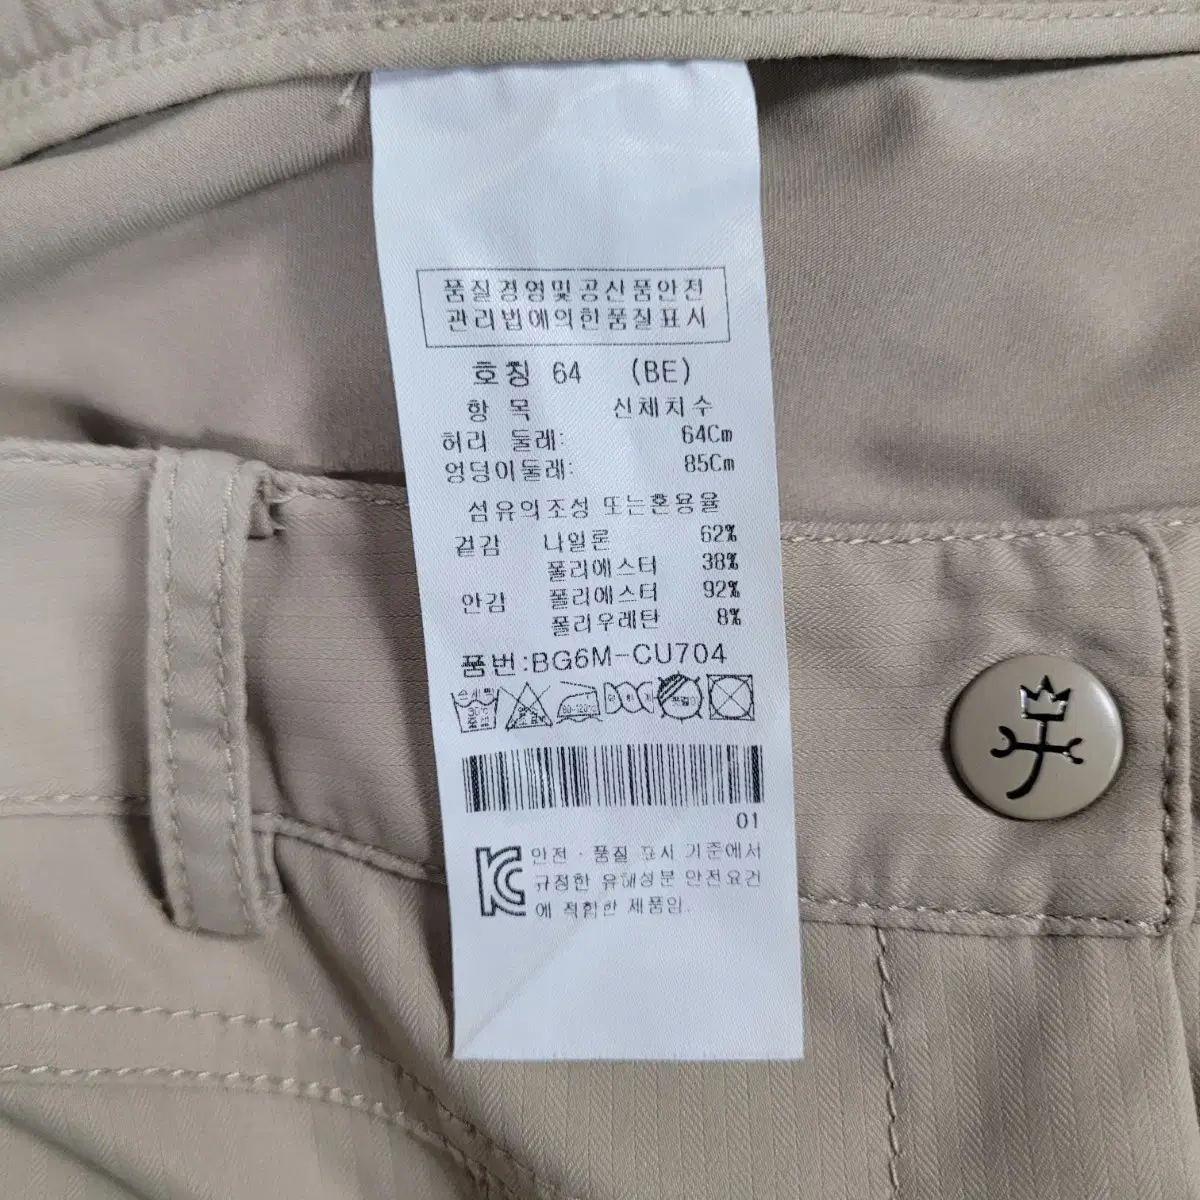 품질경영및공산품안전
관리법에의한품질표시
호칭 64 (BE)
항 목 신체치수
허리 둘레: 64Cm
엉덩이둘레: 85Cm
섬유의조성 또는혼용율
겉감 나일론 62%
폴리에스터 38%
안감 폴리에스터 92%
폴리우레탄 8%
품번:BG6M-CU704
30℃
80-120℃
01
안전 · 품질 표시 기준에서
규정한 유해성분 안전요건
에 적합한 제품임.